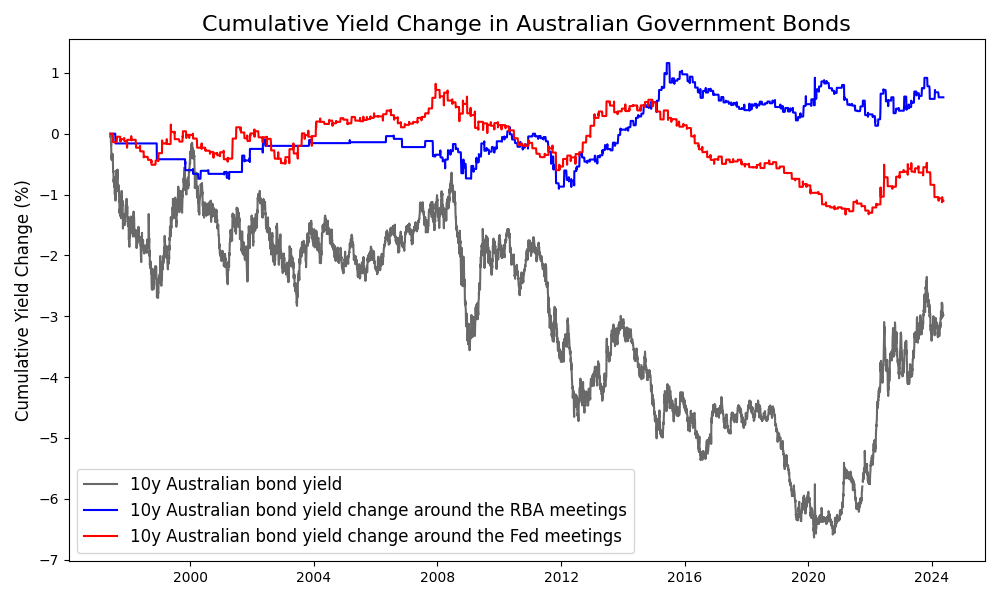 Cumulative Yield Change in Australian Government Bonds
Cumulative Yield Change (%)
1
0
−1
−2
−3
−4
−5
−6
−7
10y Australian bond yield
10y Australian bond yield change around the RBA meetings
10y Australian bond yield change around the Fed meetings
2000 2004 2008 2012 2016 2020 2024